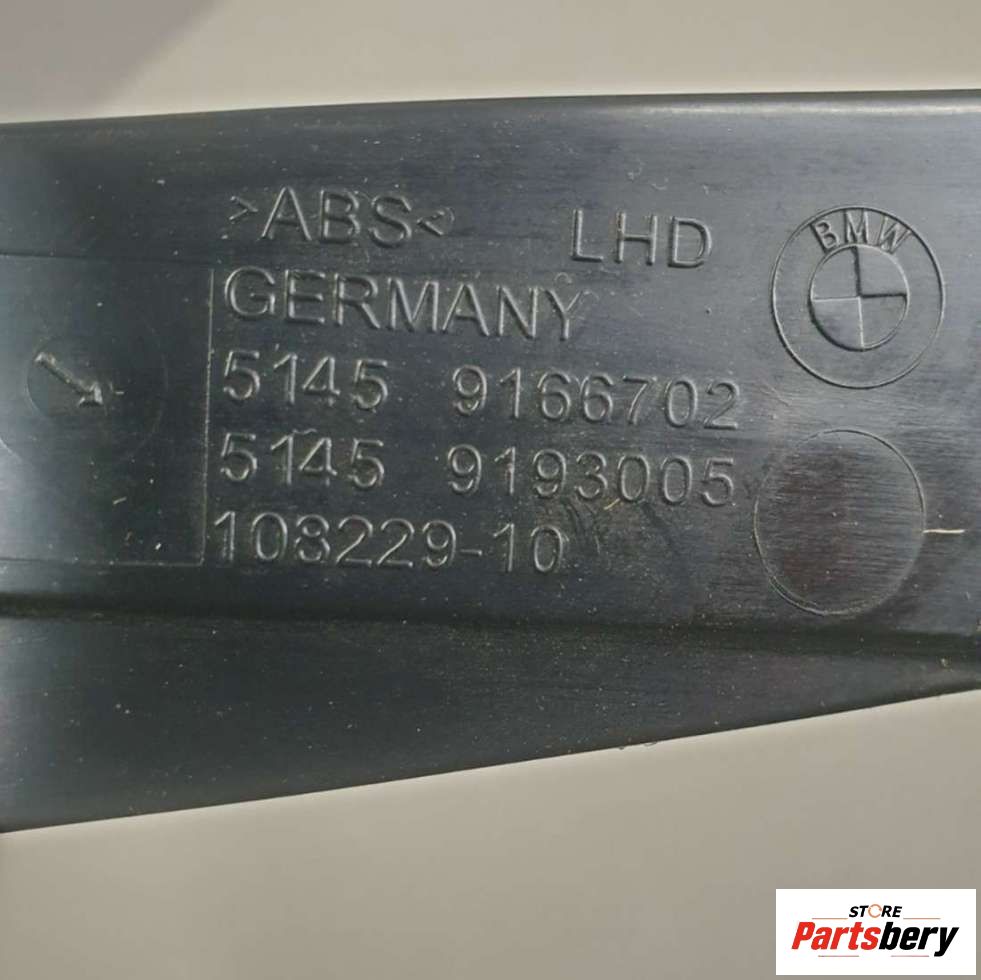 >ABS< LHD
BMW
GERMANY
5145 9166702
5145 9193005
108229-10
STORE
Partsbery